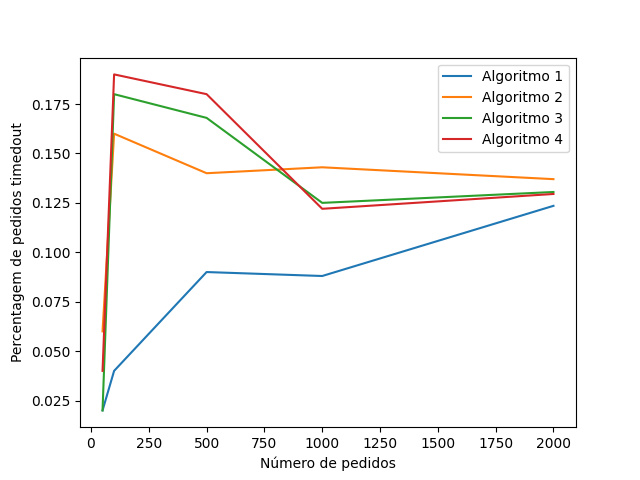 Algoritmo 1
Algoritmo 2
Algoritmo 3
Algoritmo 4
Percentagem de pedidos timedout
0.175
0.150
0.125
0.100
0.075
0.050
0.025
0 250 500 750 1000 1250 1500 1750 2000
Número de pedidos